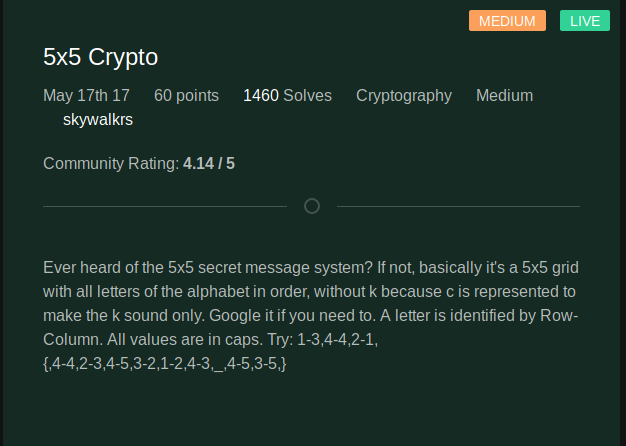 MEDIUM LIVE
5x5 Crypto
May 17th 17 60 points 1460 Solves Cryptography Medium
skywalkrs
Community Rating: 4.14 / 5
Ever heard of the 5x5 secret message system? If not, basically it's a 5x5 grid
with all letters of the alphabet in order, without k because c is represented to
make the k sound only. Google it if you need to. A letter is identified by Row-
Column. All values are in caps. Try: 1-3,4-4,2-1,
{,4-4,2-3,4-5,3-2,1-2,4-3,_,4-5,3-5,}